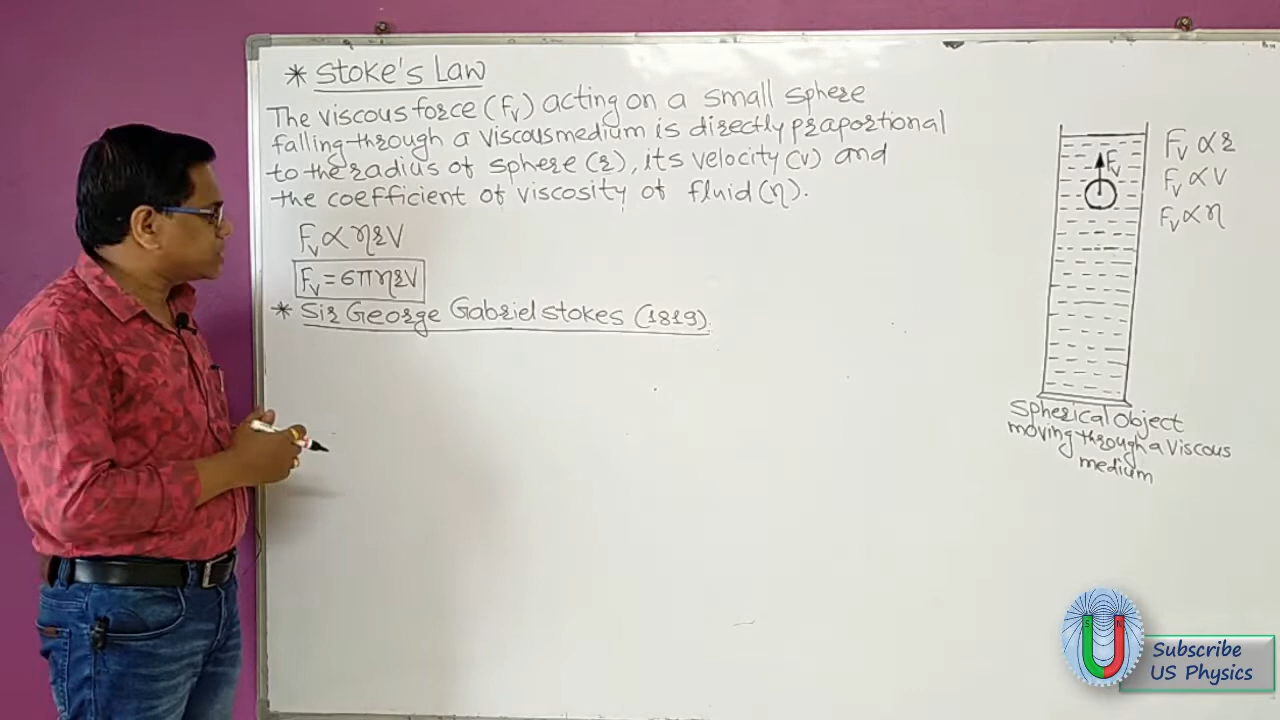 * Stoke's Law
The viscous force (Fv) acting on a small sphere
falling through a viscous medium is directly praportional
to the radius of sphere (r), its velocity (v) and
the coefficient of viscosity of fluid (η).
Fv ∝ ηrV
Fv = 6πηrV
* Sir George Gabriel stokes (1819).
Fv
Fv ∝ r
Fv ∝ V
Fv ∝ η
Spherical Object
moving through a Viscous
medium
S N
Subscribe
US Physics